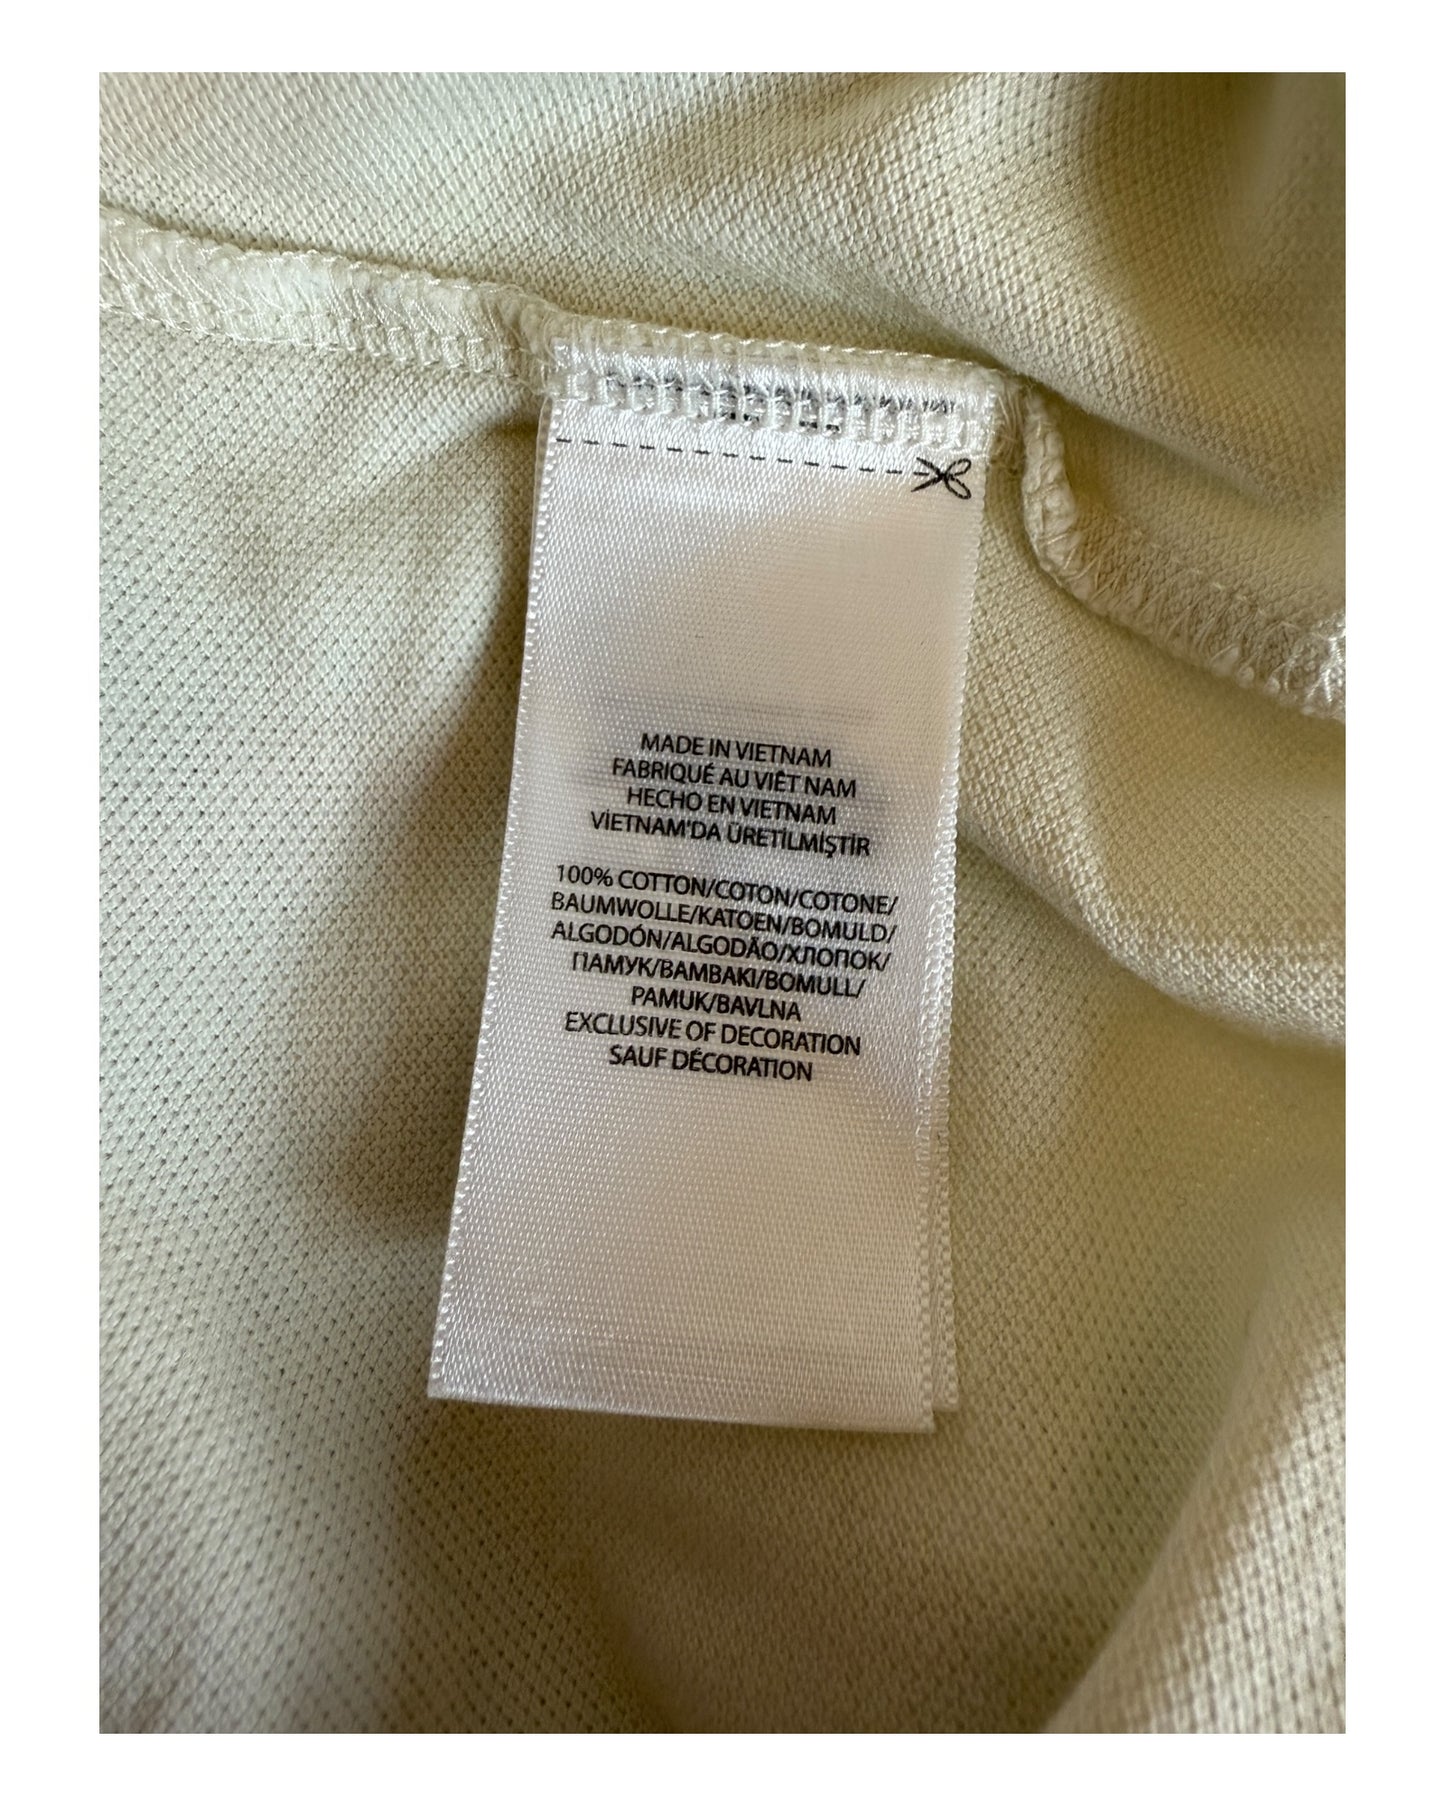 MADE IN VIETNAM
FABRIQUÉ AU VIÊT NAM
HECHO EN VIETNAM
VİETNAM'DA ÜRETİLMİŞTİR
100% COTTON/COTON/COTONE/
BAUMWOLLE/KATOEN/BOMULD/
ALGODÓN/ALGODÃO/ХЛОПОК/
ПАМУК/BAMBAKI/BOMULL/
PAMUK/BAVLNA
EXCLUSIVE OF DECORATION
SAUF DÉCORATION